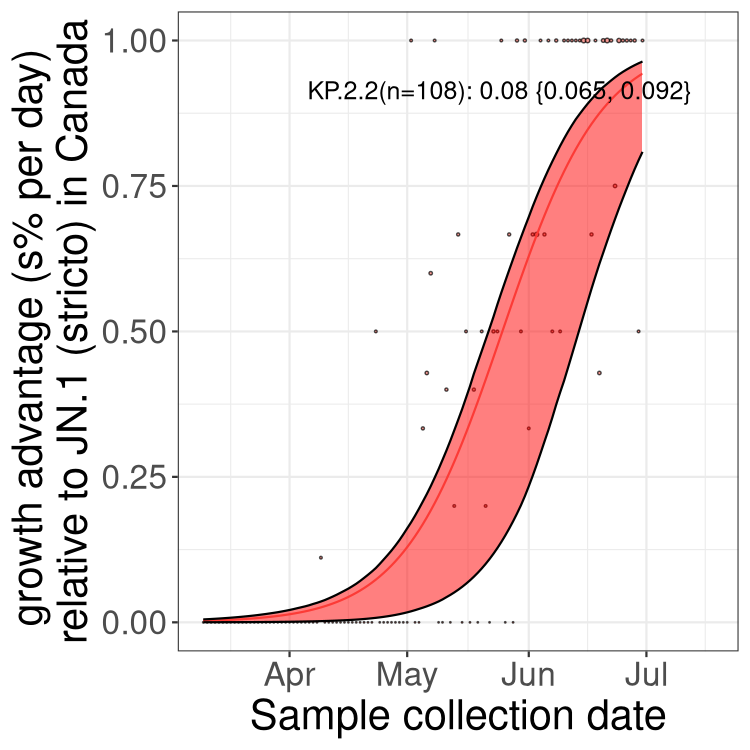 growth advantage (s% per day)
relative to JN.1 (stricto) in Canada
1.00
0.75
0.50
0.25
0.00
KP.2.2(n=108): 0.08 {0.065, 0.092}
Apr May Jun Jul
Sample collection date